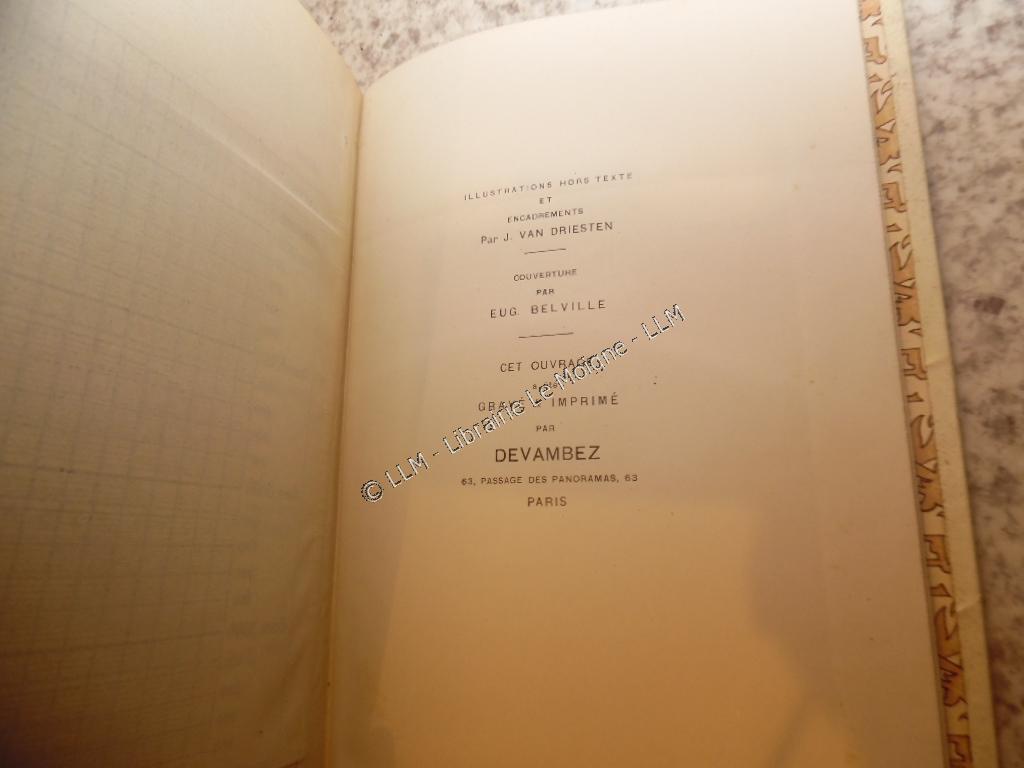 ILLUSTRATIONS HORS TEXTE
ET
ENCADREMENTS
Par J. VAN DRIESTEN
COUVERTURE
PAR
EUG. BELVILLE
CET OUVRAGE
GRAVÉ & IMPRIMÉ
PAR
DEVAMBEZ
63, PASSAGE DES PANORAMAS, 63
PARIS
© LLM - Librairie Le Moigne - LLM